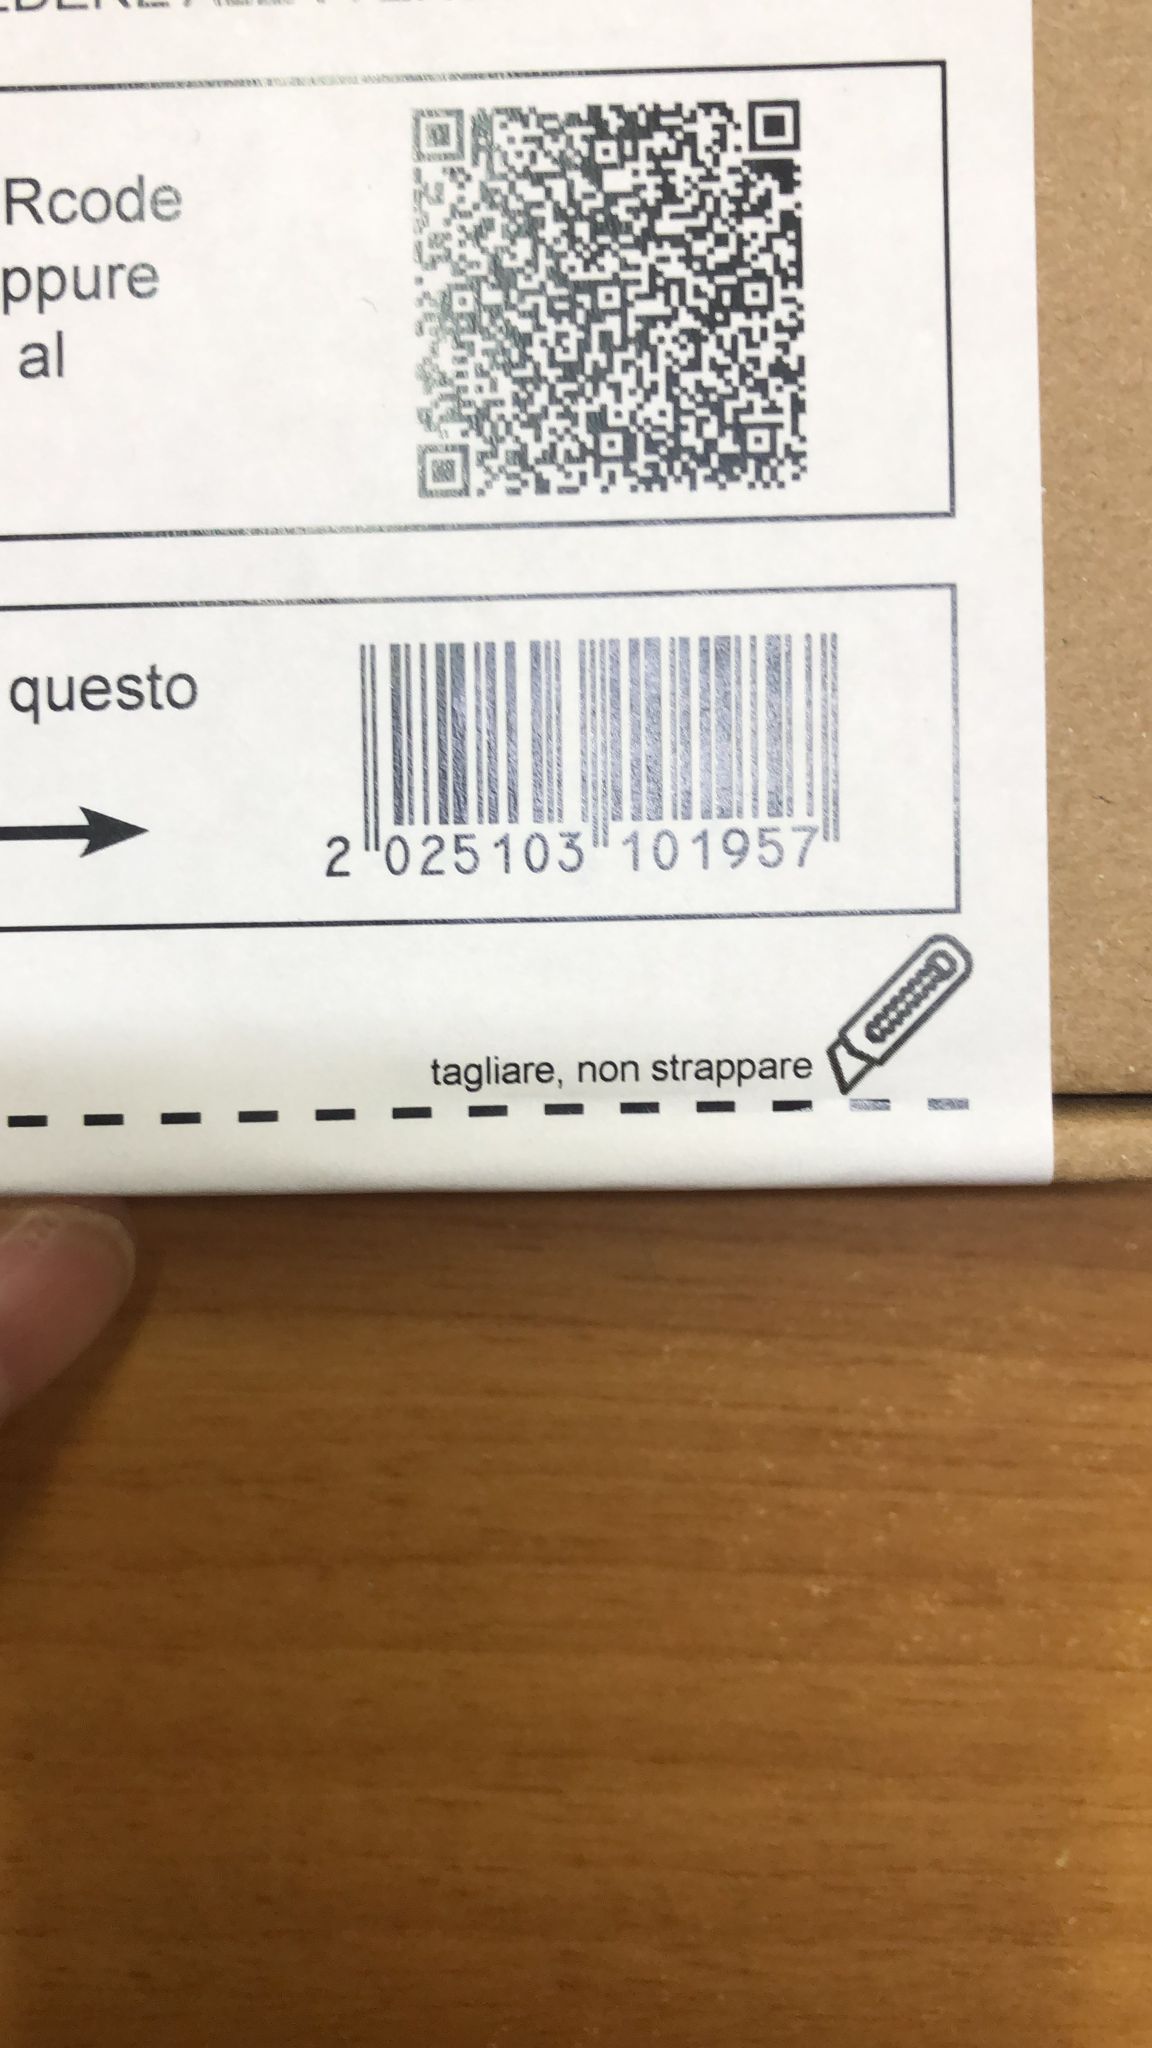 Rcode
ppure
al
questo
2 025103 101957
tagliare, non strappare